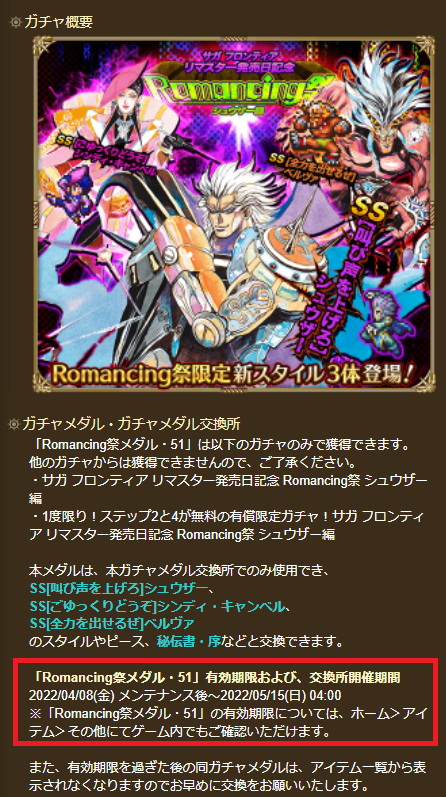 ガチャ概要
サガ フロンティア
リマスター発売日記念
Romancing祭
シュウザー編
SS[ごゆっくりどうぞ]
シンディ・キャンベル
SS[全力を出せるぜ]
ベルヴァ
SS[叫び声を上げろ]
シュウザー
Romancing祭限定 新スタイル 3体 登場!
ガチャメダル・ガチャメダル交換所
「Romancing祭メダル・51」は以下のガチャのみで獲得できます。
他のガチャからは獲得できませんので、ご了承ください。
・サガ フロンティア リマスター発売日記念 Romancing祭 シュウザー
編
・1度限り！ステップ2と4が無料の有償限定ガチャ！サガ フロンティ
ア リマスター発売日記念 Romancing祭 シュウザー編
本メダルは、本ガチャメダル交換所でのみ使用でき、
SS[叫び声を上げろ]シュウザー、
SS[ごゆっくりどうぞ]シンディ・キャンベル、
SS[全力を出せるぜ]ベルヴァ
のスタイルやピース、秘伝書・序などと交換できます。
「Romancing祭メダル・51」有効期限および、交換所開催期間
2022/04/08(金) メンテナンス後～2022/05/15(日) 04:00
※「Romancing祭メダル・51」の有効期限については、ホーム＞アイ
テム＞その他にてゲーム内でもご確認いただけます。
また、有効期限を過ぎた後の同ガチャメダルは、アイテム一覧から表
示されなくなりますのでお早めに交換をお願いいたします。